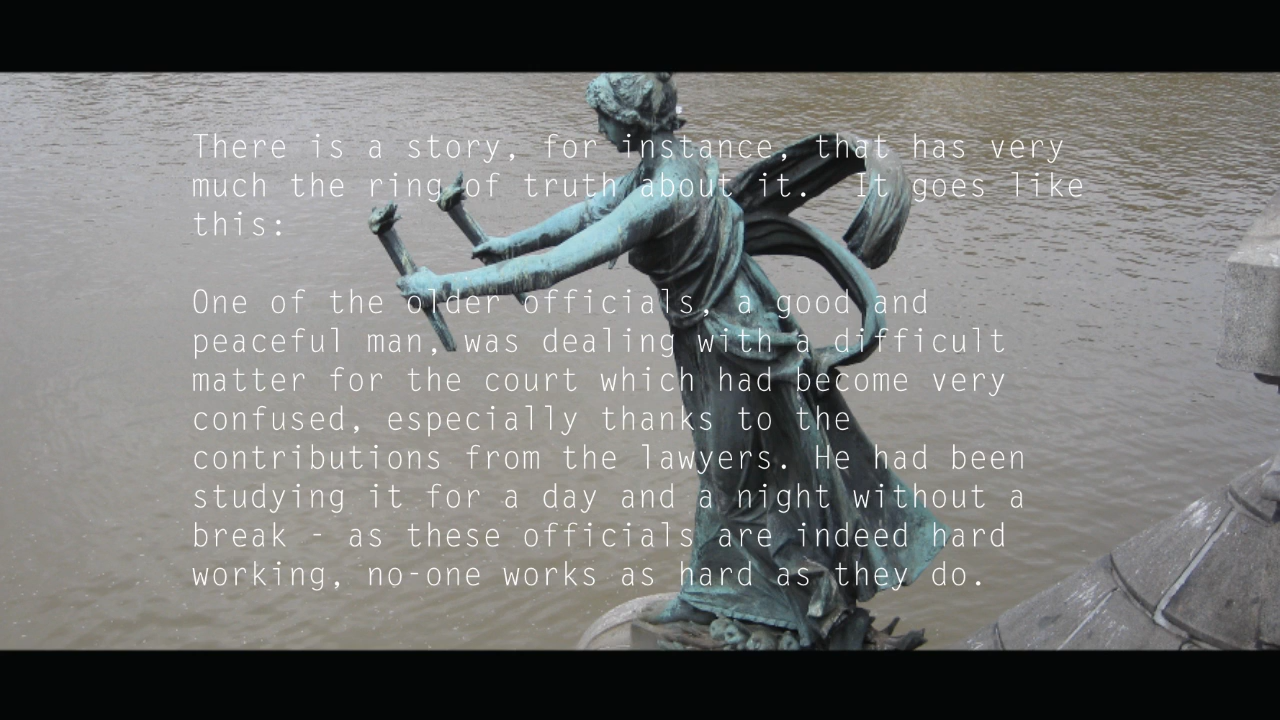 There is a story, for instance, that has very
much the ring of truth about it.  It goes like
this:
One of the older officials, a good and
peaceful man, was dealing with a difficult
matter for the court which had become very
confused, especially thanks to the
contributions from the lawyers. He had been
studying it for a day and a night without a
break - as these officials are indeed hard
working, no-one works as hard as they do.